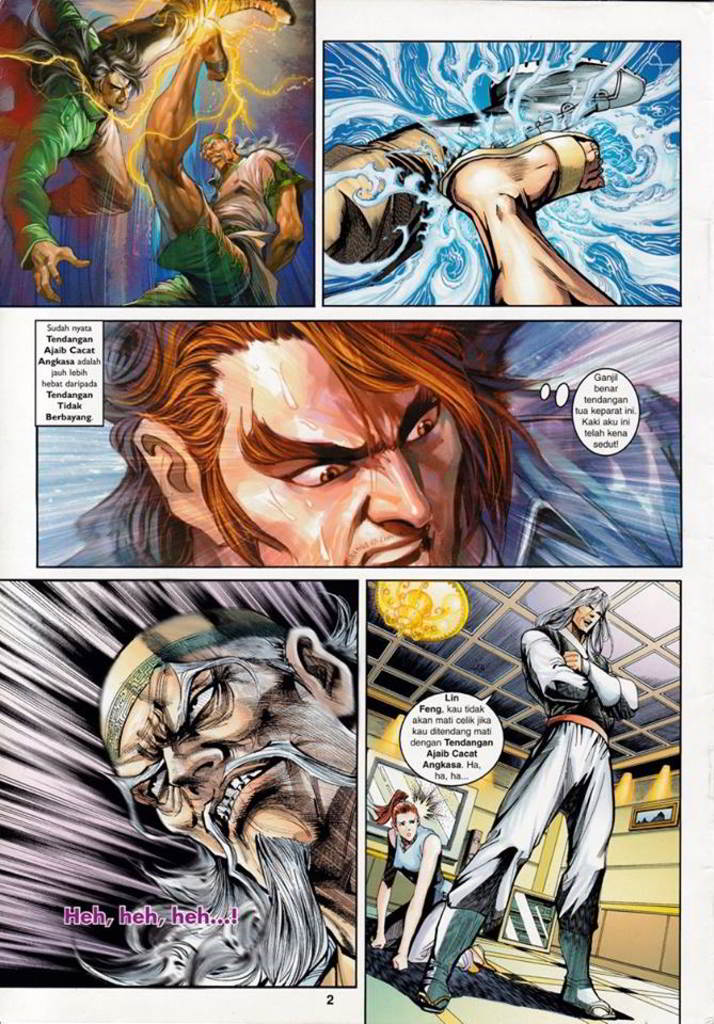 Sudah nyata
Tendangan
Ajaib Cacat
Angkasa adalah
jauh lebih
hebat daripada
Tendangan
Tidak
Berbayang.
Ganjil
benar
tendangan
tua keparat ini.
Kaki aku ini
telah kena
sedut!
Heh, heh, heh...!
Lin
Feng, kau tidak
akan mati celik jika
kau ditendang mati
dengan Tendangan
Ajaib Cacat
Angkasa. Ha,
ha, ha...
2